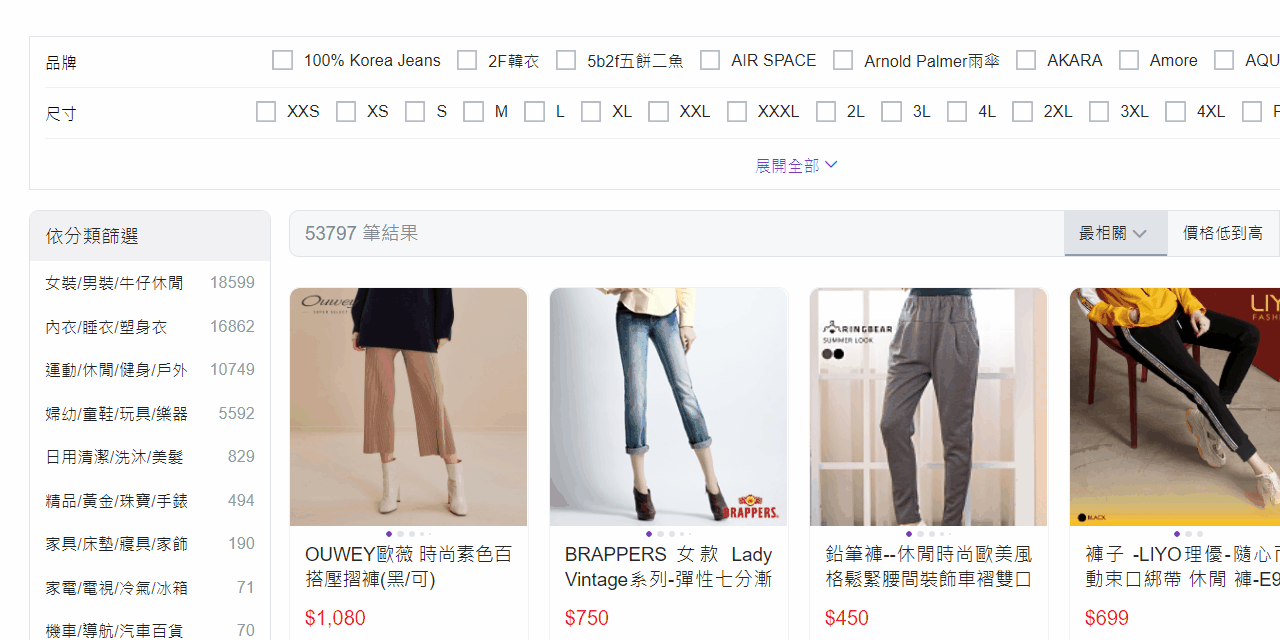 品牌 100% Korea Jeans 2F韓衣 5b2f五餅二魚 AIR SPACE Arnold Palmer雨傘 AKARA Amore AQU
尺寸 XXS XS S M L XL XXL XXXL 2L 3L 4L 2XL 3XL 4XL F
展開全部
依分類篩選
53797 筆結果
最相關
價格低到高
女裝/男裝/牛仔休閒 18599
內衣/睡衣/塑身衣 16862
運動/休閒/健身/戶外 10749
婦幼/童鞋/玩具/樂器 5592
日用清潔/洗沐/美髮 829
精品/黃金/珠寶/手錶 494
家具/床墊/寢具/家飾 190
家電/電視/冷氣/冰箱 71
機車/導航/汽車百貨 70
Ouwey
OUWEY歐薇 時尚素色百
搭壓摺褲(黑/可)
$1,080
BRAPPERS.
BRAPPERS 女款 Lady
Vintage系列-彈性七分漸
$750
RINGBEAR
SUMMER LOOK
鉛筆褲--休閒時尚歐美風
格鬆緊腰間裝飾車褶雙口
$450
LIY
FASH
BLACK
褲子 -LIYO理優-隨心而
動束口綁帶 休閒 褲-E9
$699